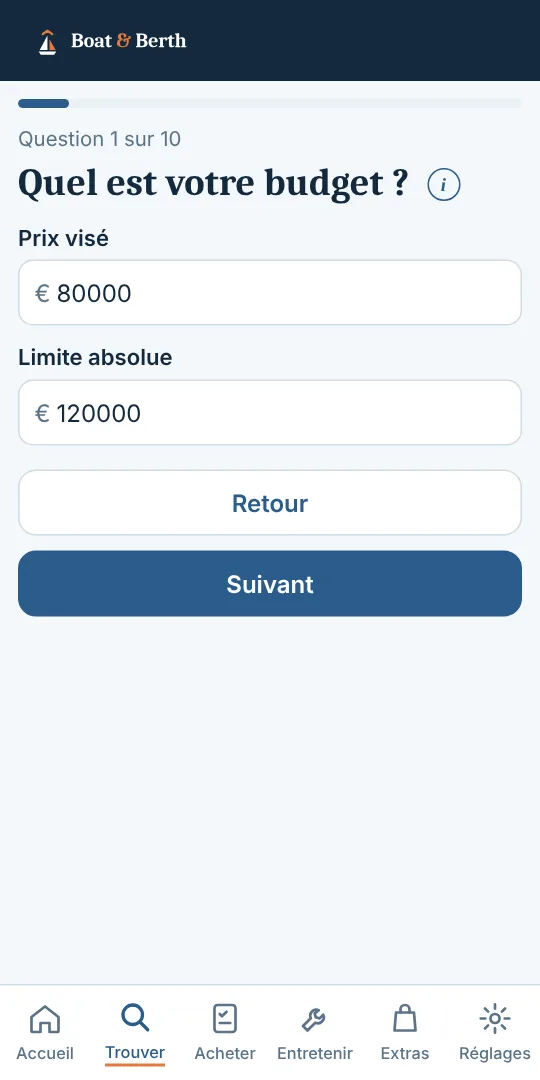 Boat & Berth
Question 1 sur 10
Quel est votre budget ? i
Prix visé
€ 80000
Limite absolue
€ 120000
Retour
Suivant
Accueil Trouver Acheter Entretenir Extras Réglages